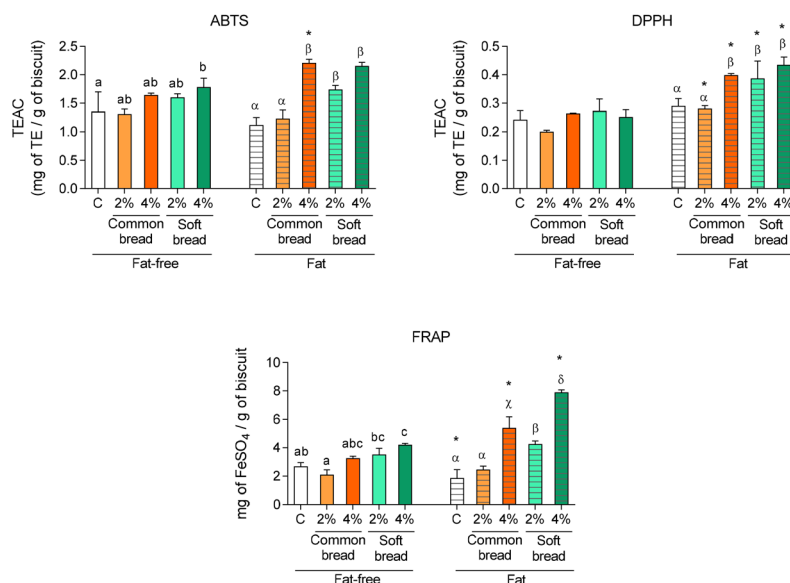 ABTS
TEAC
(mg of TE / g of biscuit)
2.5
2.0
1.5
1.0
0.5
0.0
a ab ab ab b α α * β β β
C 2% 4% 2% 4% C 2% 4% 2% 4%
Common bread Soft bread Common bread Soft bread
Fat-free Fat
DPPH
TEAC
(mg of TE / g of biscuit)
0.5
0.4
0.3
0.2
0.1
0.0
α * α * β * β * β
C 2% 4% 2% 4% C 2% 4% 2% 4%
Common bread Soft bread Common bread Soft bread
Fat-free Fat
FRAP
mg of FeSO₄ / g of biscuit
10
8
6
4
2
0
ab a abc bc c * α α * χ β * δ
C 2% 4% 2% 4% C 2% 4% 2% 4%
Common bread Soft bread Common bread Soft bread
Fat-free Fat